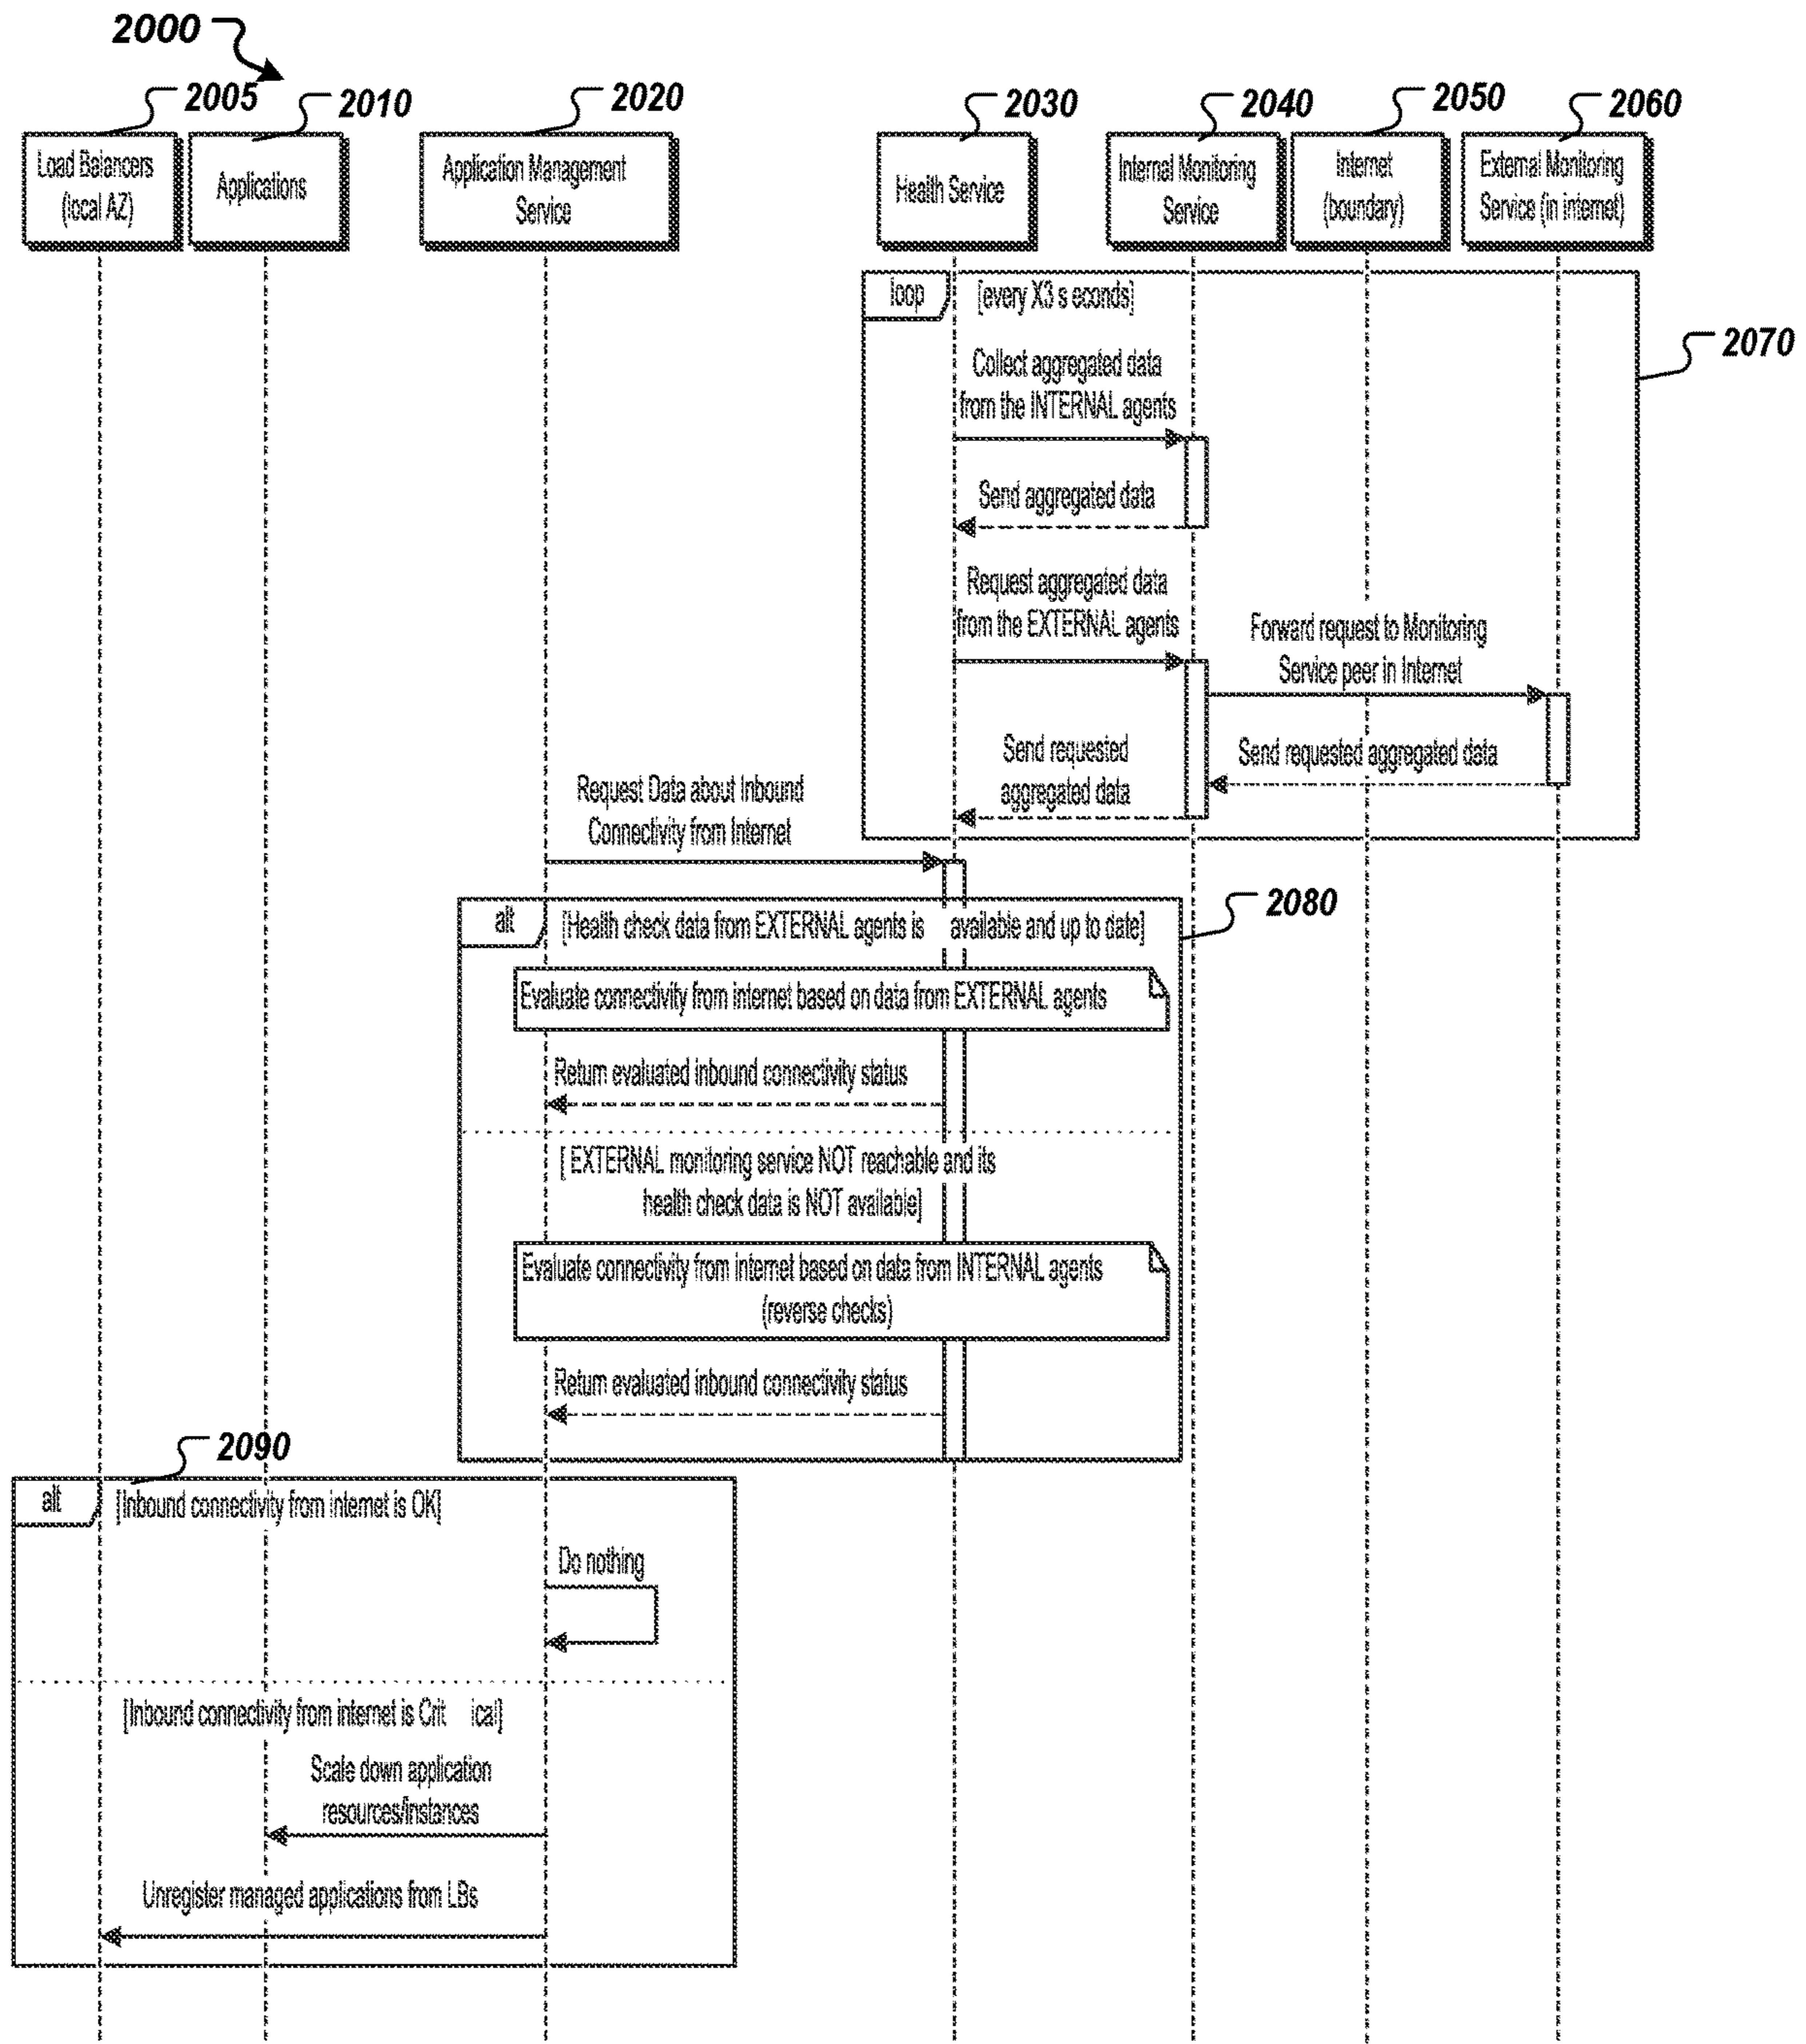 2000
2005
2010
2020
2030
2040
2050
2060
Load Balancers
(local AZ)
Applications
Application Management
Service
Health Service
Internal Monitoring
Service
Internet
(boundary)
External Monitoring
Service (in internet)
loop
[every X3 s econds]
2070
Collect aggregated data
from the INTERNAL agents
Send aggregated data
Request aggregated data
from the EXTERNAL agents
Forward request to Monitoring
Service peer in Internet
Send requested aggregated data
Send requested
aggregated data
Request Data about Inbound
Connectivity from Internet
2080
alt
[Health check data from EXTERNAL agents is available and up to date]
Evaluate connectivity from internet based on data from EXTERNAL agents
Return evaluated inbound connectivity status
[ EXTERNAL monitoring service NOT reachable and its
health check data is NOT available]
Evaluate connectivity from internet based on data from INTERNAL agents
(reverse checks)
Return evaluated inbound connectivity status
2090
alt
[Inbound connectivity from internet is OK]
Do nothing
[Inbound connectivity from internet is Crit ical]
Scale down application
resources/instances
Unregister managed applications from LBs